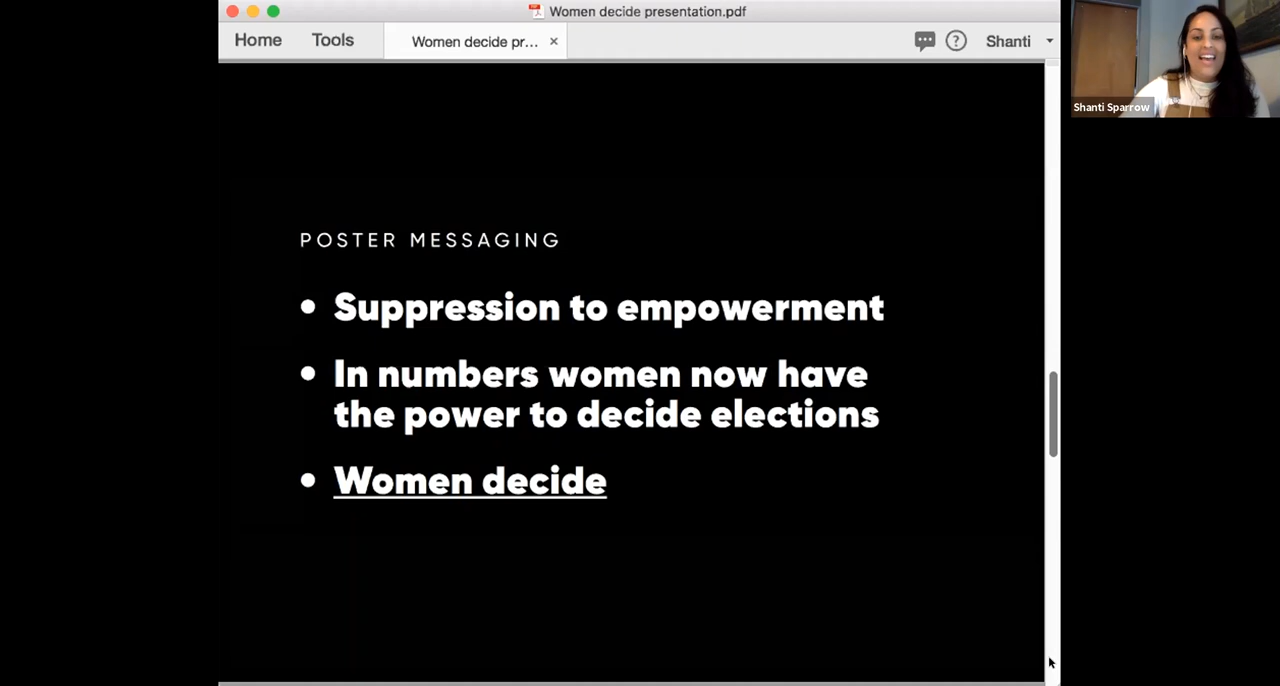 Women decide presentation.pdf
Home
Tools
Women decide pr...
Shanti
Shanti Sparrow
POSTER MESSAGING
• Suppression to empowerment
• In numbers women now have
the power to decide elections
• Women decide